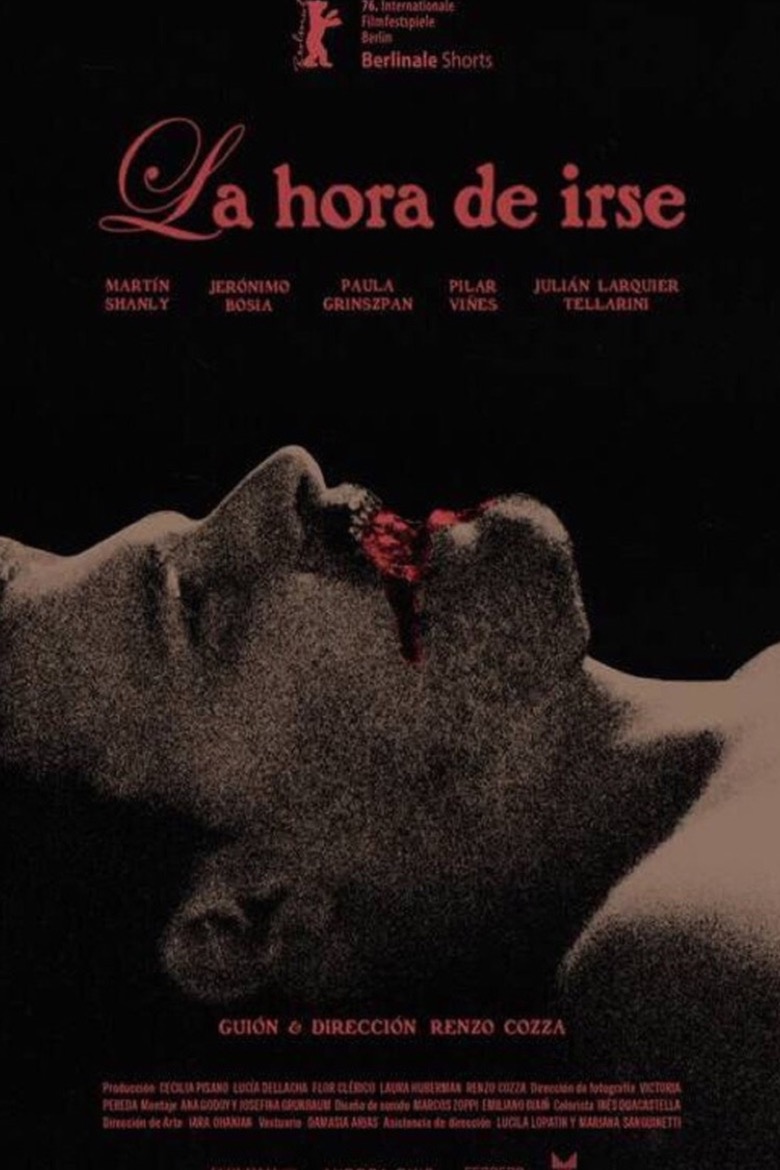 76. Internationale
Filmfestspiele
Berlin
Berlinale Shorts
La hora de irse
MARTÍN SHANLY
JERÓNIMO BOSIA
PAULA GRINSZPAN
PILAR VIÑES
JULIÁN LARQUIER TELLARINI
GUIÓN & DIRECCIÓN RENZO COZZA
Producción CECILIA PISANO LUCÍA DELLACHA FLOR CLÉRICO LAURA HUBERMAN RENZO COZZA Dirección de fotografía VICTORIA
PEREDA Montaje ANA GODOY Y JOSEFINA GRUNBAUM Diseño de sonido MARCOS ZOPPI EMILIANO BIAIÑ Colorista INÉS DUACASTELLA
Dirección de Arte IARA OHANIAN Vestuario DAMASIA ARIAS Asistencia de dirección LUCILA LOPATIN Y MARIANA SANGUINETTI